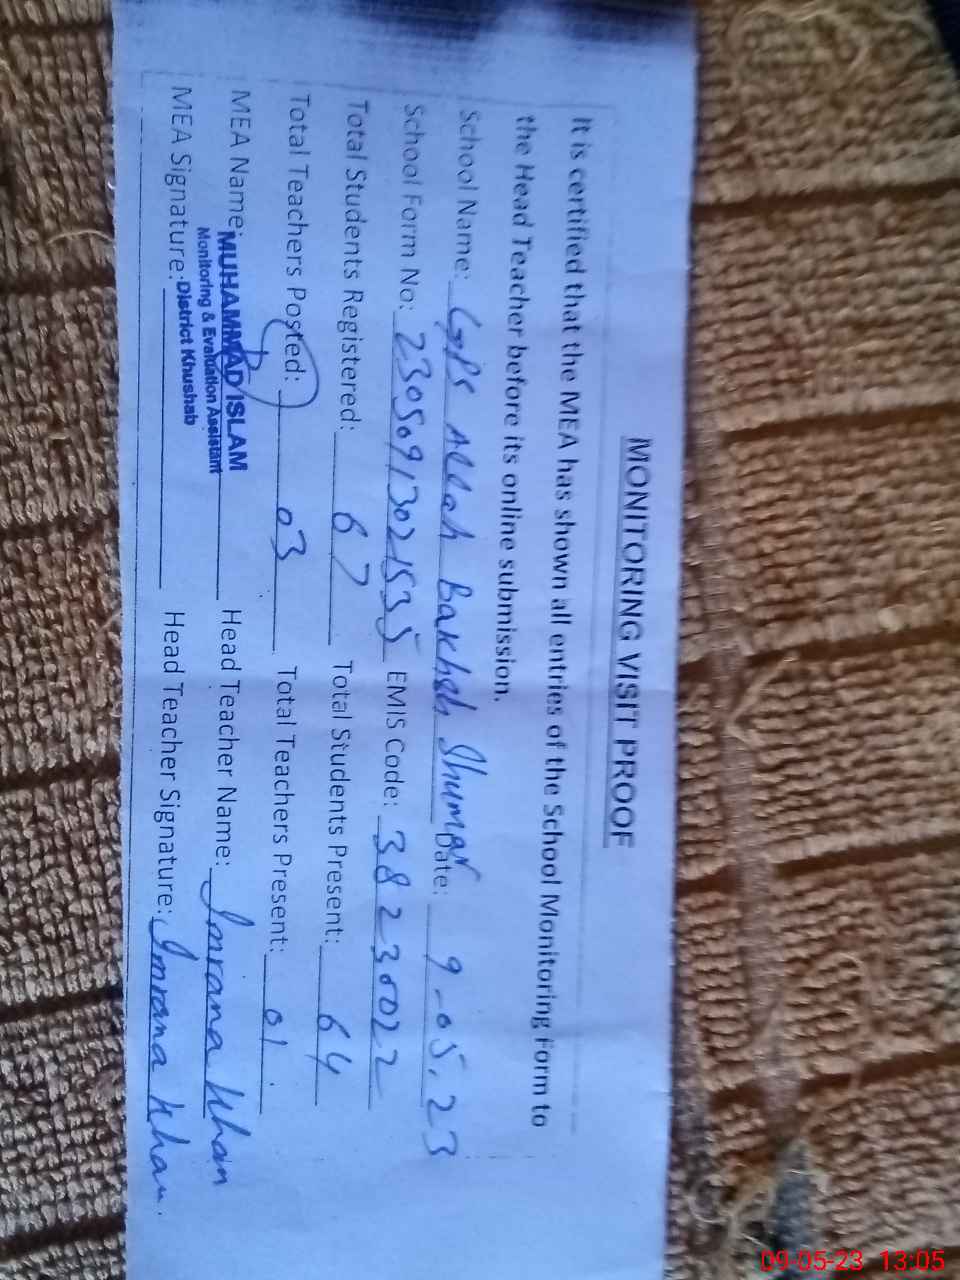 MONITORING VISIT PROOF
It is certified that the MEA has shown all entries of the School Monitoring Form to
the Head Teacher before its online submission.
School Name: GPS Allah Bakhsh Shumar Date: 9-05.23
School Form No: 23050913021535 EMIS Code: 38230022
Total Students Registered: 67 Total Students Present: 64
Total Teachers Posted: 03 Total Teachers Present: 01
MEA Name: MUHAMMAD ISLAM Head Teacher Name: Imrana Khan
Monitoring & Evaluation Assistant
MEA Signature: District Khushab Head Teacher Signature: Imrana Khan.
09-05-23 13:05